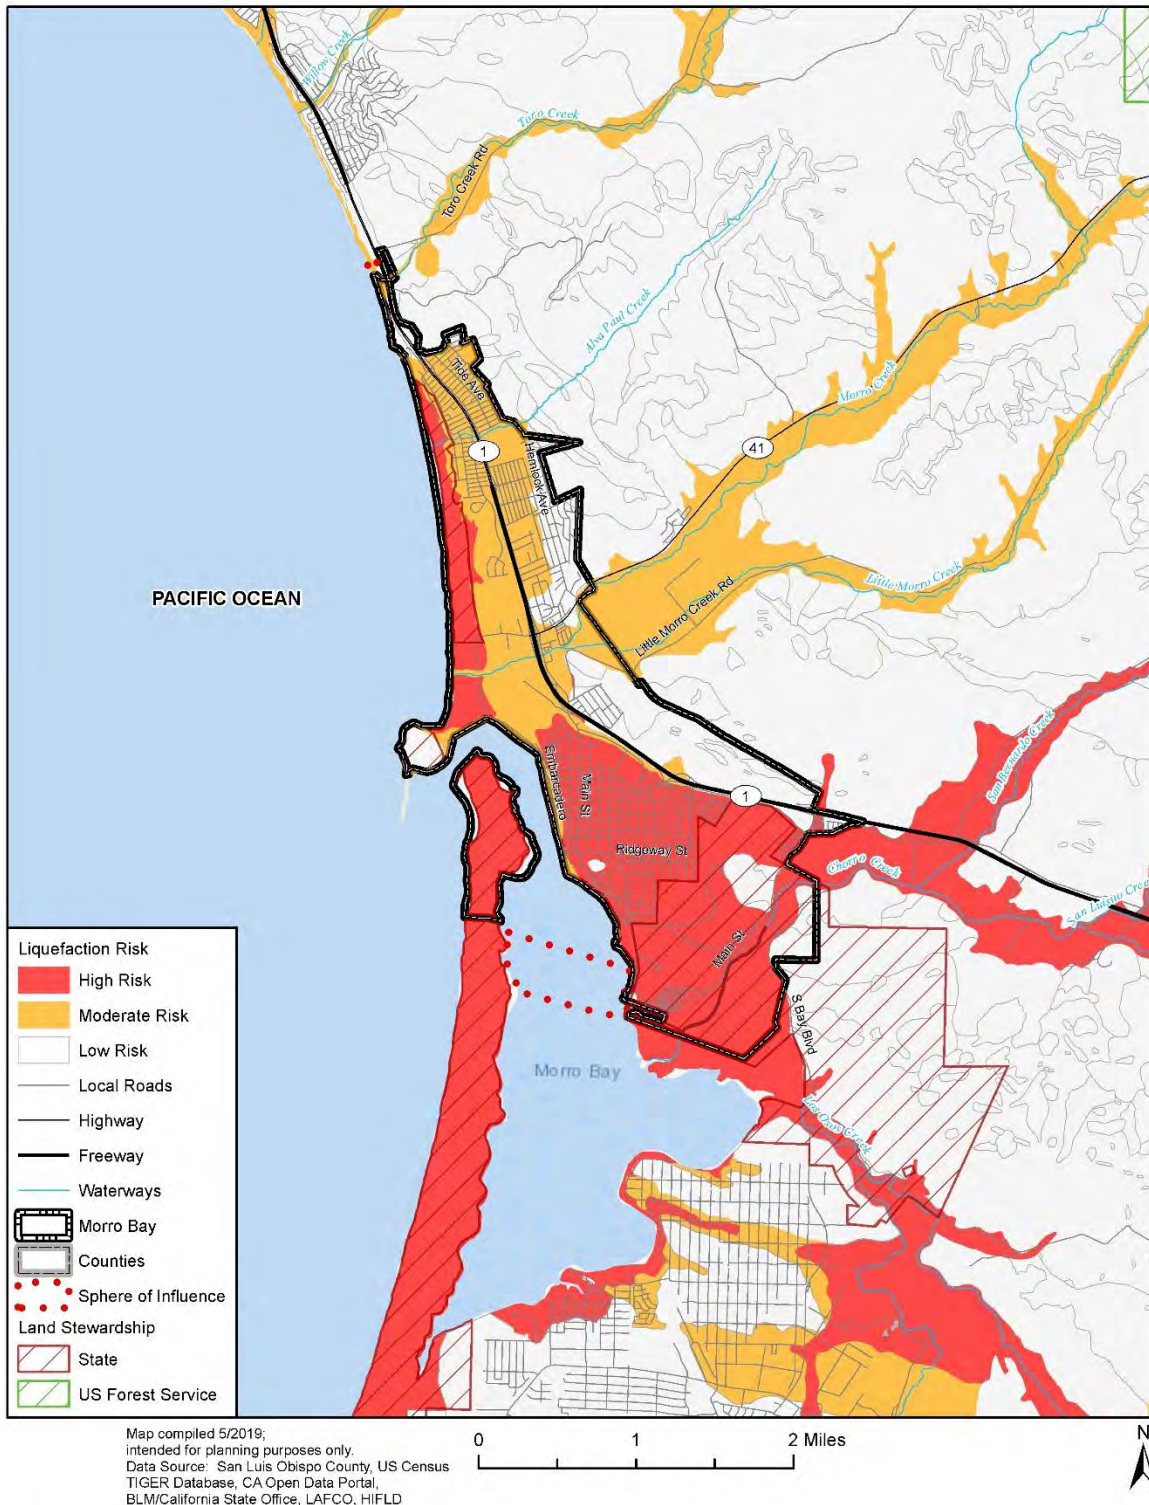 Willow Creek
Toro Creek
Toro Creek Rd
Alva Paul Creek
Tide Ave
Morro Creek
1
41
Hemlock Ave
Little Morro Creek
PACIFIC OCEAN
Little Morro Creek Rd
San Bernardo Creek
Embarcadero
Main St
1
Ridgeway St
Chorro Creek
San Luisito Creek
Main St
S Bay Blvd
Morro Bay
Los Osos Creek
Liquefaction Risk
High Risk
Moderate Risk
Low Risk
Local Roads
Highway
Freeway
Waterways
Morro Bay
Counties
Sphere of Influence
Land Stewardship
State
US Forest Service
Map compiled 5/2019;
intended for planning purposes only.
Data Source: San Luis Obispo County, US Census
TIGER Database, CA Open Data Portal,
BLM/California State Office, LAFCO, HIFLD
0 1 2 Miles
N